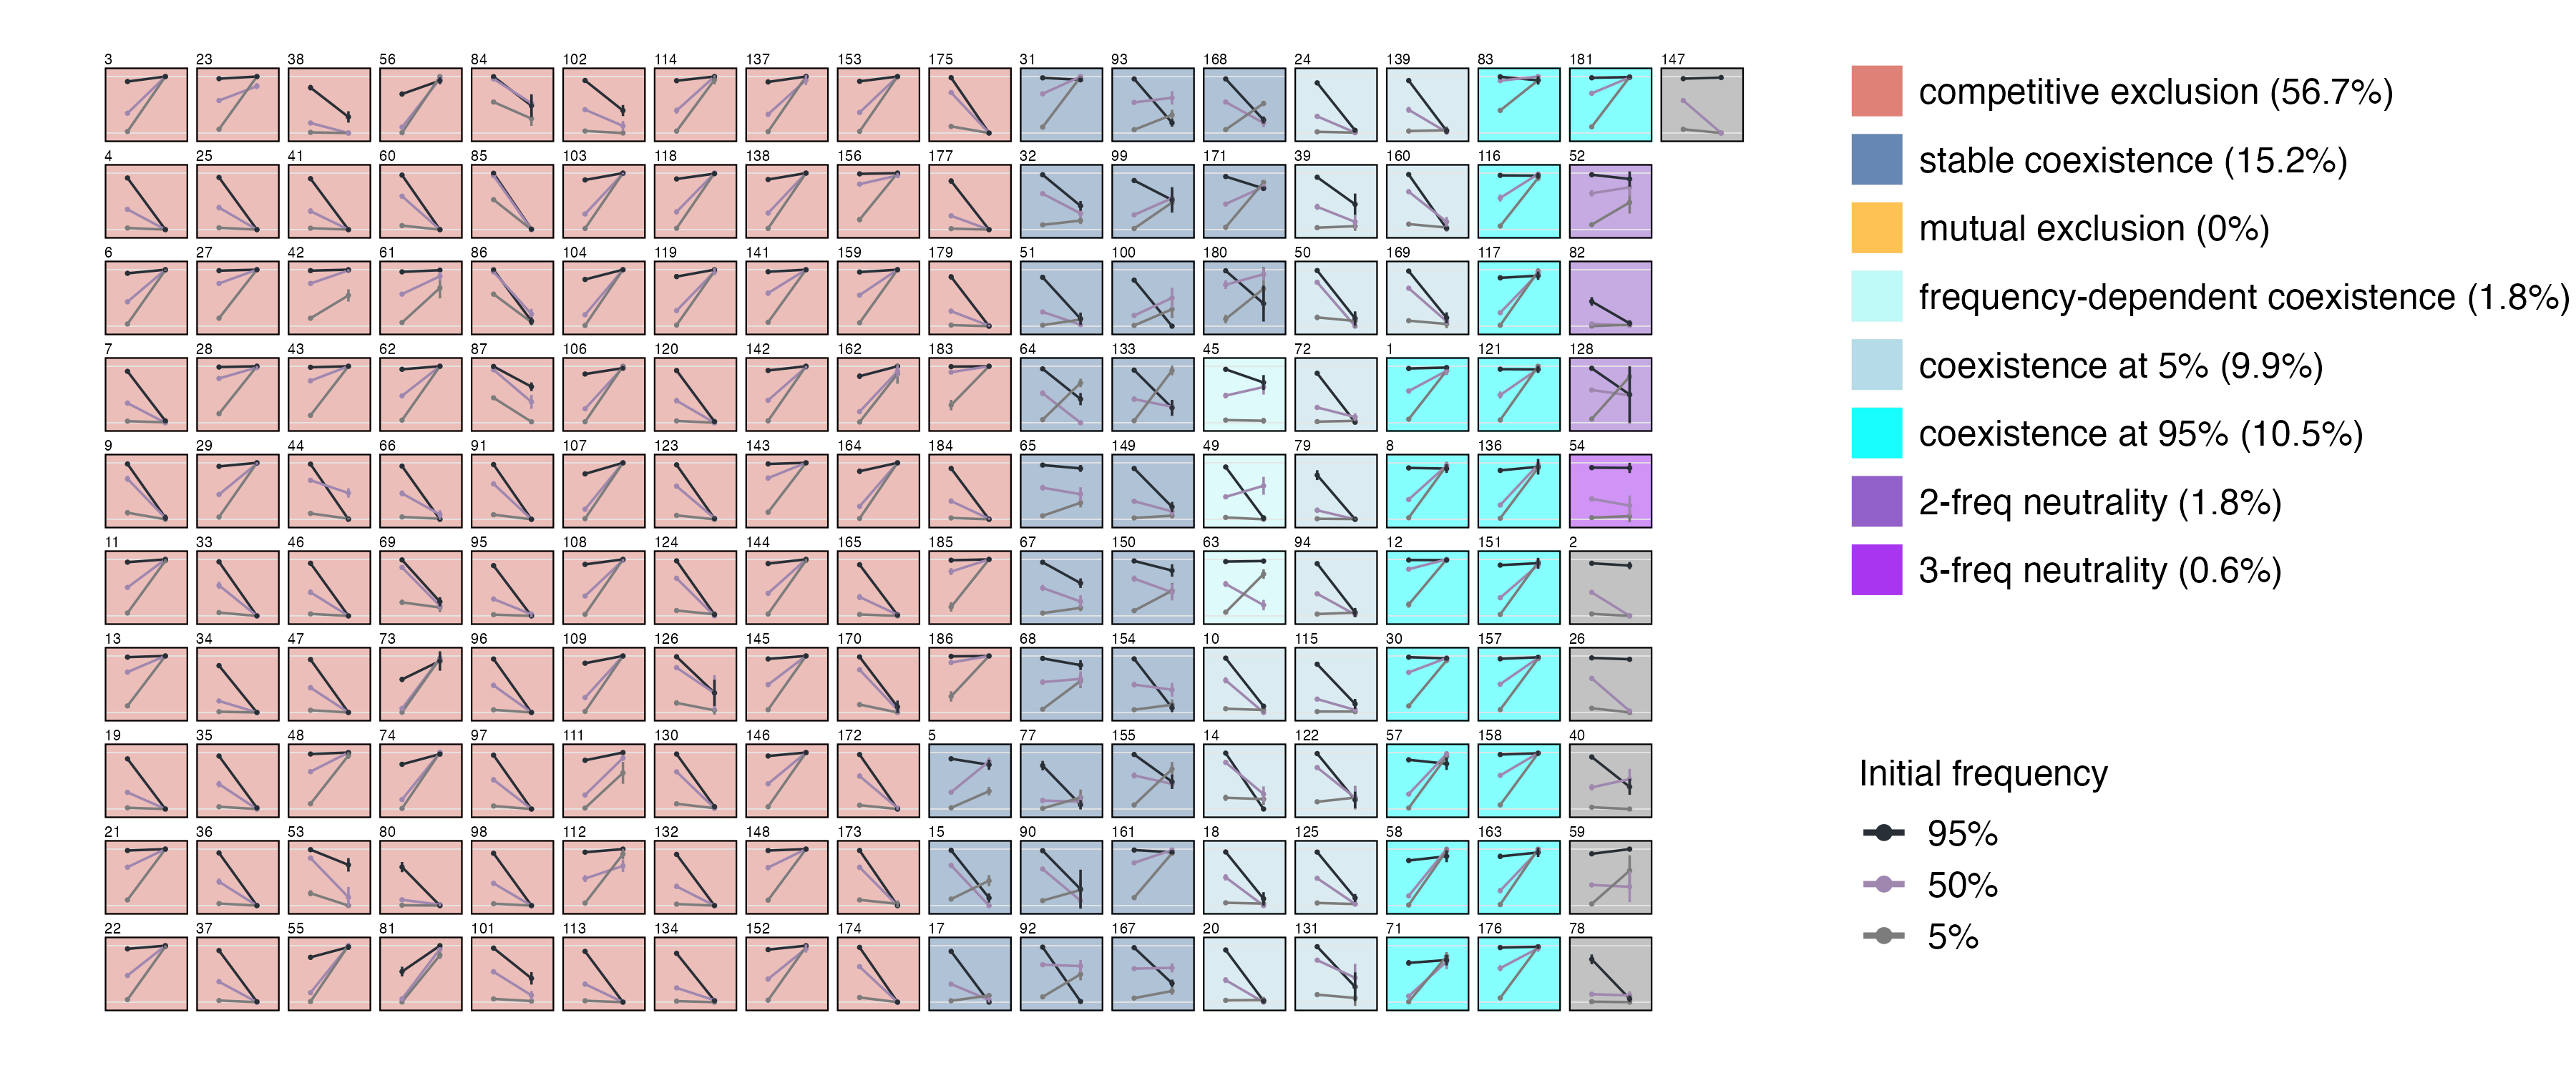 3 23 38 56 84 102 114 137 153 175 31 93 168 24 139 83 181 147
4 25 41 60 85 103 118 138 156 177 32 99 171 39 160 116 52
6 27 42 61 86 104 119 141 159 179 51 100 180 50 169 117 82
7 28 43 62 87 106 120 142 162 183 64 133 45 72 1 121 128
9 29 44 66 91 107 123 143 164 184 65 149 49 79 8 136 54
11 33 46 69 95 108 124 144 165 185 67 150 63 94 12 151 2
13 34 47 73 96 109 126 145 170 186 68 154 10 115 30 157 26
19 35 48 74 97 111 130 146 172 5 77 155 14 122 57 158 40
21 36 53 80 98 112 132 148 173 15 90 161 18 125 58 163 59
22 37 55 81 101 113 134 152 174 17 92 167 20 131 71 176 78
competitive exclusion (56.7%)
stable coexistence (15.2%)
mutual exclusion (0%)
frequency-dependent coexistence (1.8%)
coexistence at 5% (9.9%)
coexistence at 95% (10.5%)
2-freq neutrality (1.8%)
3-freq neutrality (0.6%)
Initial frequency
95%
50%
5%